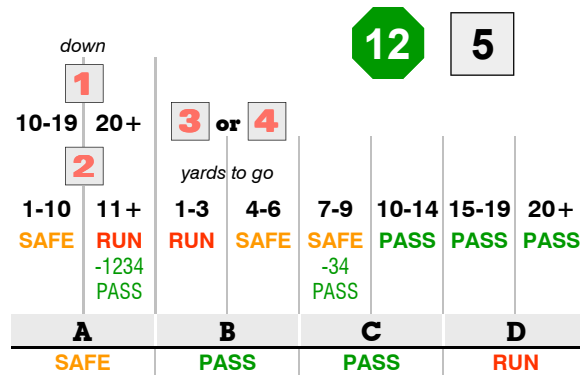 12 5
down
1
10-19 20+ 3 or 4
2 yards to go
1-10 11+ 1-3 4-6 7-9 10-14 15-19 20+
SAFE RUN RUN SAFE SAFE PASS PASS PASS
-1234 -34
PASS PASS
A B C D
SAFE PASS PASS RUN